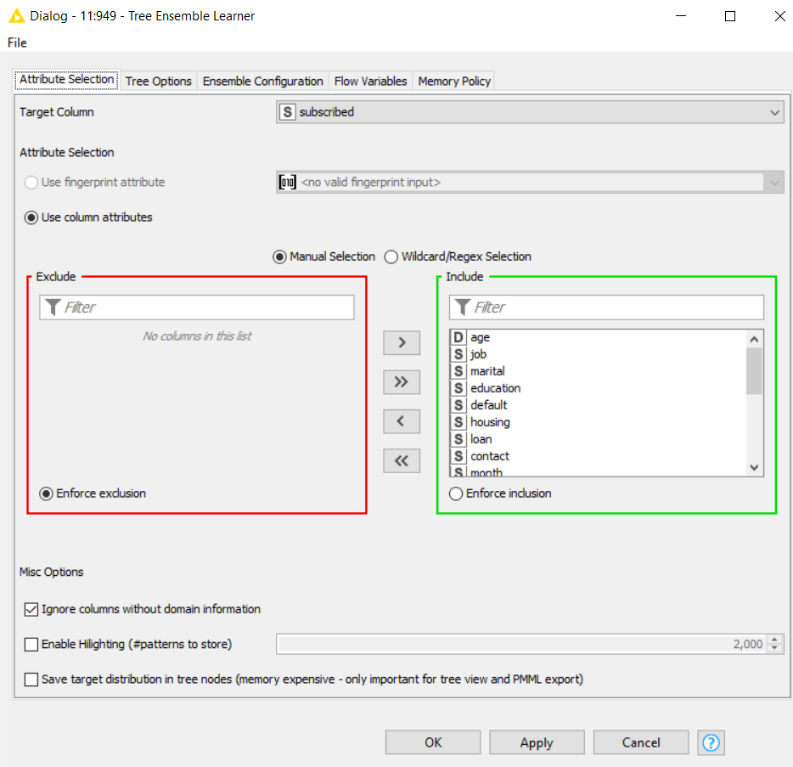 Dialog - 11:949 - Tree Ensemble Learner
File
Attribute Selection Tree Options Ensemble Configuration Flow Variables Memory Policy
Target Column S subscribed
Attribute Selection
Use fingerprint attribute [010] <no valid fingerprint input>
Use column attributes
Manual Selection Wildcard/Regex Selection
Exclude
Filter
No columns in this list
Enforce exclusion
>
>>
<
<<
Include
Filter
D age
S job
S marital
S education
S default
S housing
S loan
S contact
S month
Enforce inclusion
Misc Options
Ignore columns without domain information
Enable Hilighting (#patterns to store) 2,000
Save target distribution in tree nodes (memory expensive - only important for tree view and PMML export)
OK Apply Cancel ?